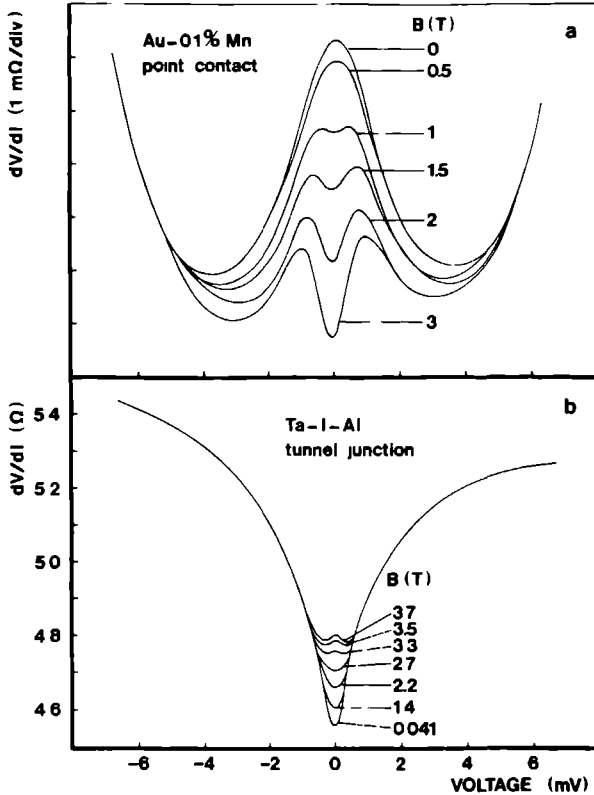 a
Au-01% Mn
point contact
B(T)
0
0.5
1
1.5
2
3
dV/dI (1 mΩ/div)
b
Ta-I-Al
tunnel junction
B(T)
37
3.5
33
27
2.2
14
0041
dV/dI (Ω)
54
52
50
48
46
-6 -4 -2 0 2 4 6
VOLTAGE (mV)